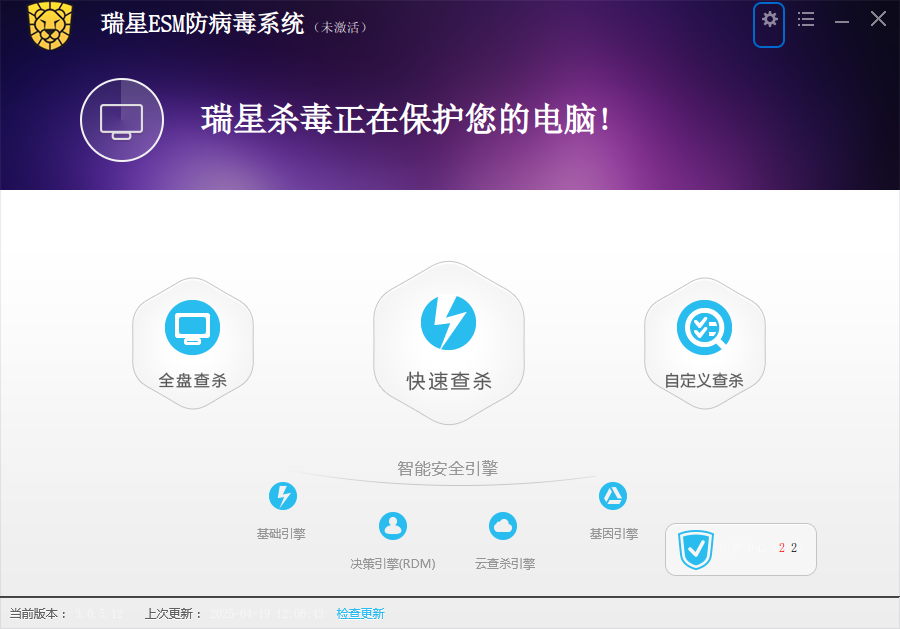 瑞星ESM防病毒系统（未激活）
瑞星杀毒正在保护您的电脑！
全盘查杀
快速查杀
自定义查杀
智能安全引擎
基础引擎
决策引擎(RDM)
云查杀引擎
基因引擎
2 2
当前版本： 上次更新： 检查更新